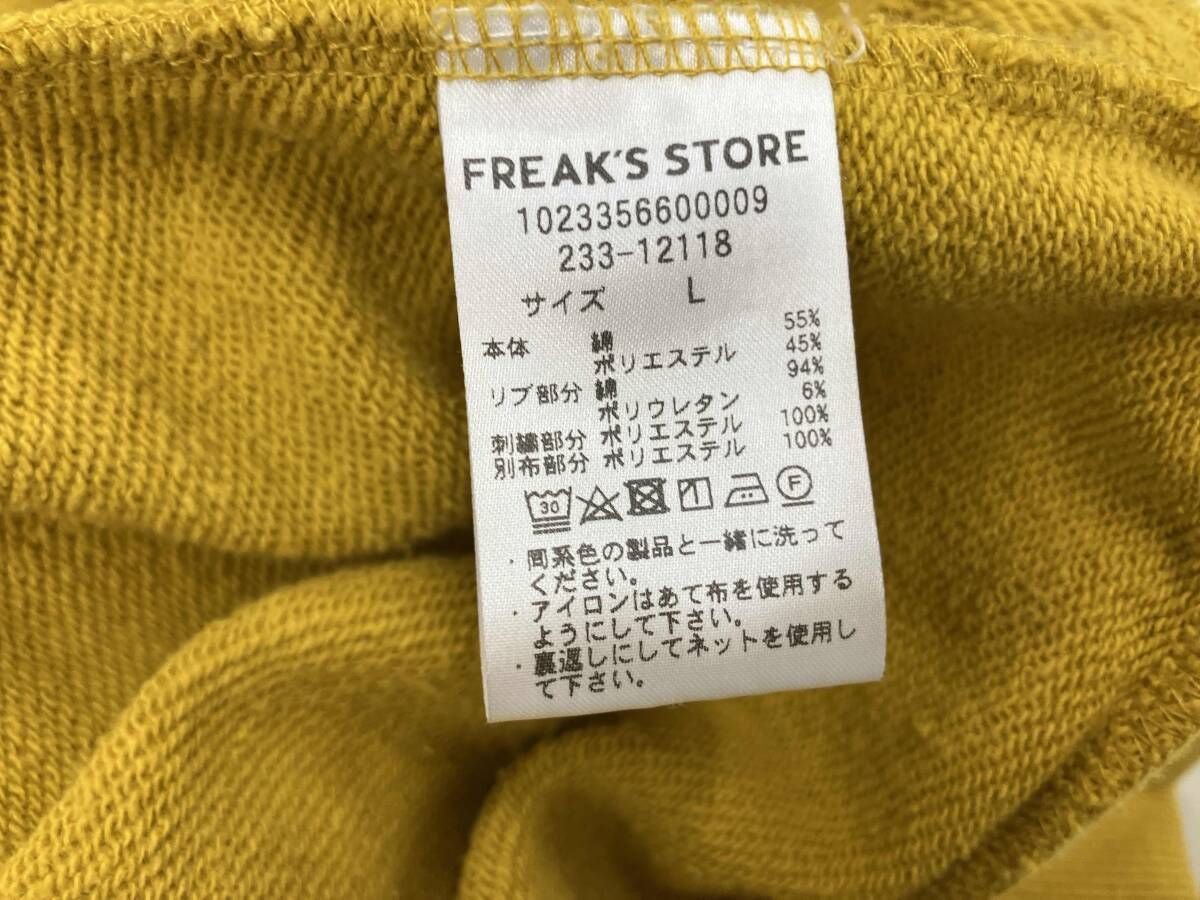 FREAK'S STORE
1023356600009
233-12118
サイズ L
本体 綿 55%
ポリエステル 45%
リブ部分 綿 94%
ポリウレタン 6%
刺繍部分 ポリエステル 100%
別布部分 ポリエステル 100%
30 F
・同系色の製品と一緒に洗って
ください。
・アイロンはあて布を使用する
ようにして下さい。
・裏返しにしてネットを使用し
て下さい。